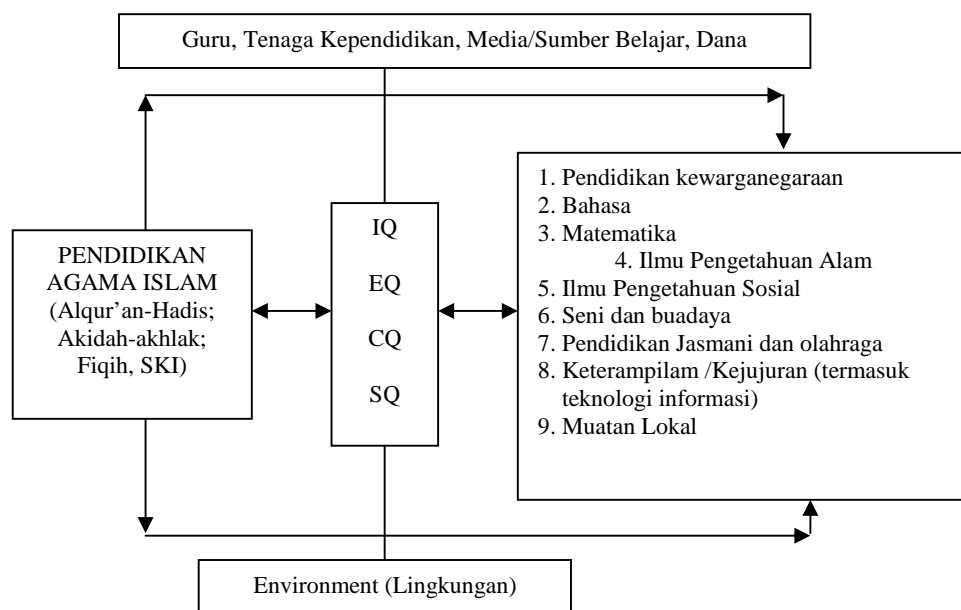 Guru, Tenaga Kependidikan, Media/Sumber Belajar, Dana
PENDIDIKAN
AGAMA ISLAM
(Alqur’an-Hadis;
Akidah-akhlak;
Fiqih, SKI)
IQ
EQ
CQ
SQ
1. Pendidikan kewarganegaraan
2. Bahasa
3. Matematika
4. Ilmu Pengetahuan Alam
5. Ilmu Pengetahuan Sosial
6. Seni dan buadaya
7. Pendidikan Jasmani dan olahraga
8. Keterampilam /Kejujuran (termasuk
teknologi informasi)
9. Muatan Lokal
Environment (Lingkungan)